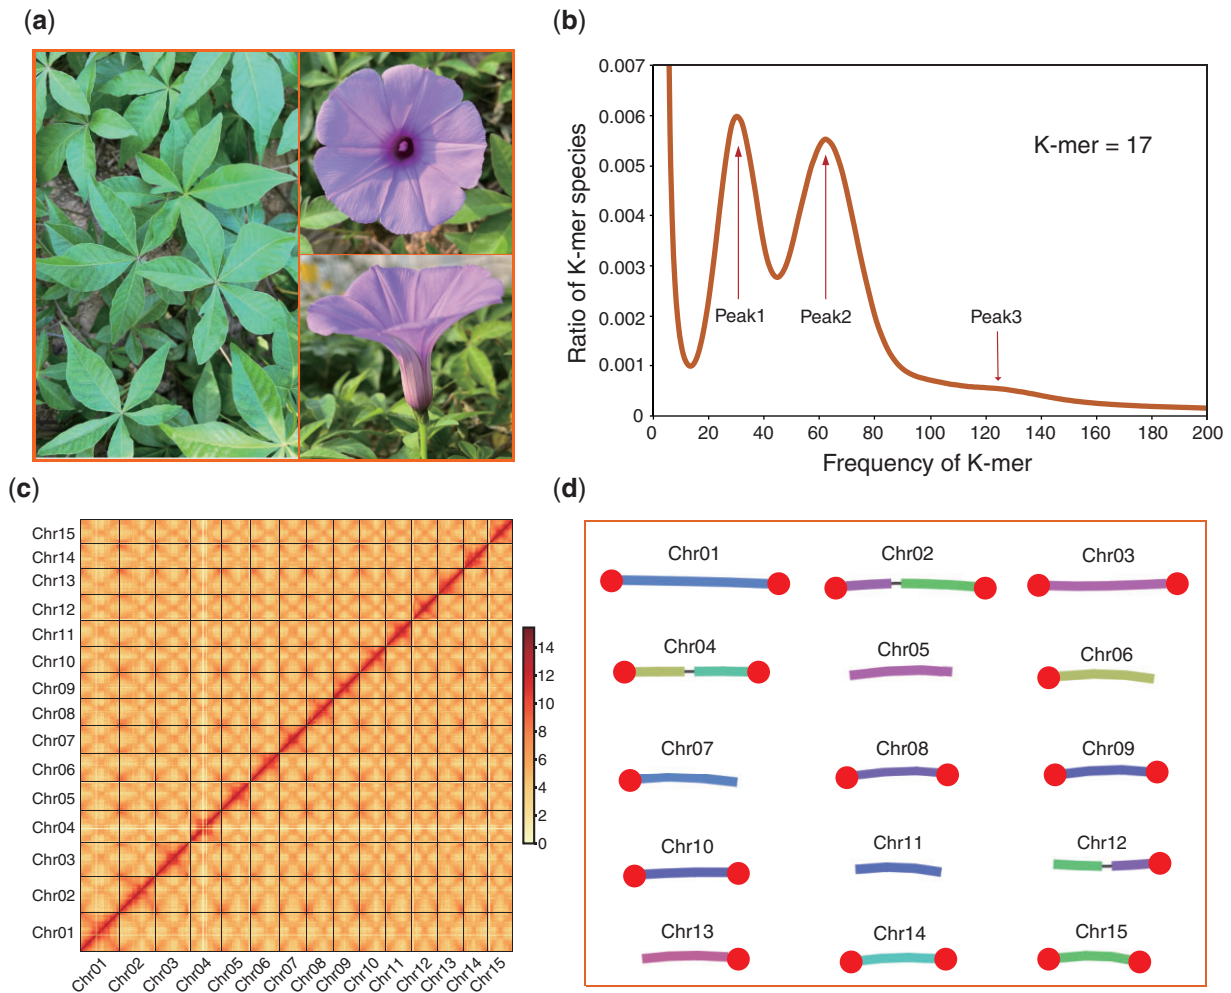 (a)
(b)
0.007
0.006
0.005
0.004
0.003
0.002
0.001
0
Ratio of K-mer species
K-mer = 17
Peak1
Peak2
Peak3
0 20 40 60 80 100 120 140 160 180 200
Frequency of K-mer
(c)
Chr15
Chr14
Chr13
Chr12
Chr11
Chr10
Chr09
Chr08
Chr07
Chr06
Chr05
Chr04
Chr03
Chr02
Chr01
Chr01 Chr02 Chr03 Chr04 Chr05 Chr06 Chr07 Chr08 Chr09 Chr10 Chr11 Chr12 Chr13 Chr14 Chr15
14
12
10
8
6
4
2
0
(d)
Chr01 Chr02 Chr03
Chr04 Chr05 Chr06
Chr07 Chr08 Chr09
Chr10 Chr11 Chr12
Chr13 Chr14 Chr15